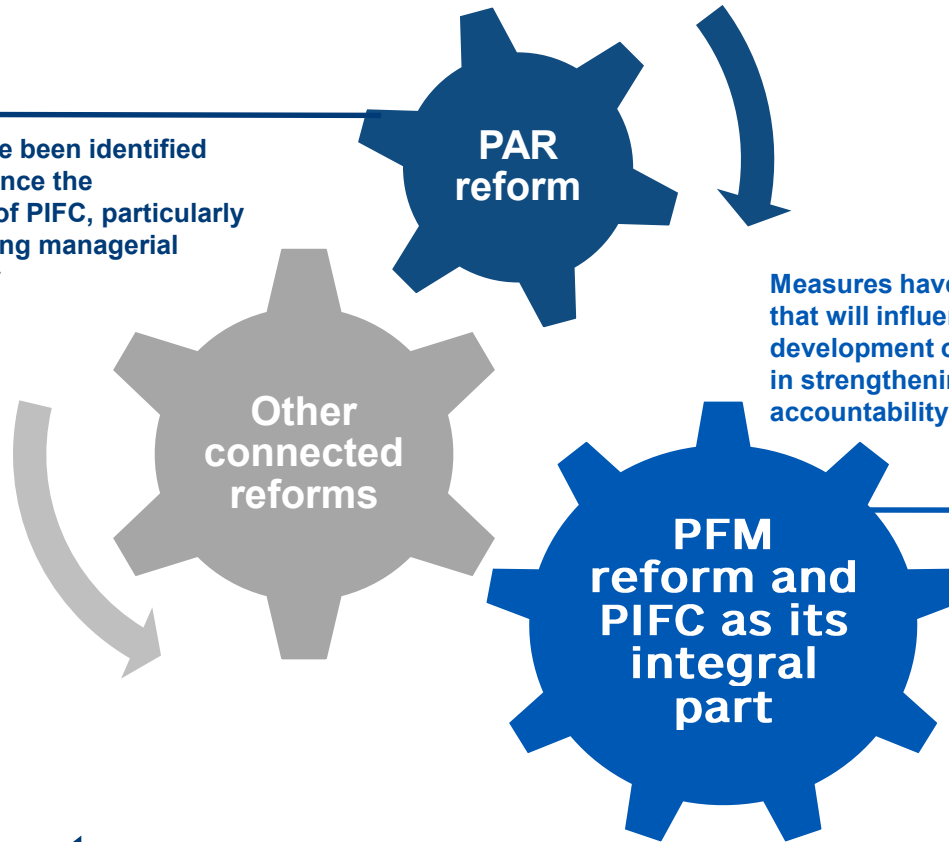 PAR
reform
e been identified
nce the
of PIFC, particularly
ng managerial
Measures have
that will influe
development o
in strengthenin
accountability
Other
connected
reforms
PFM
reform and
PIFC as its
integral
part